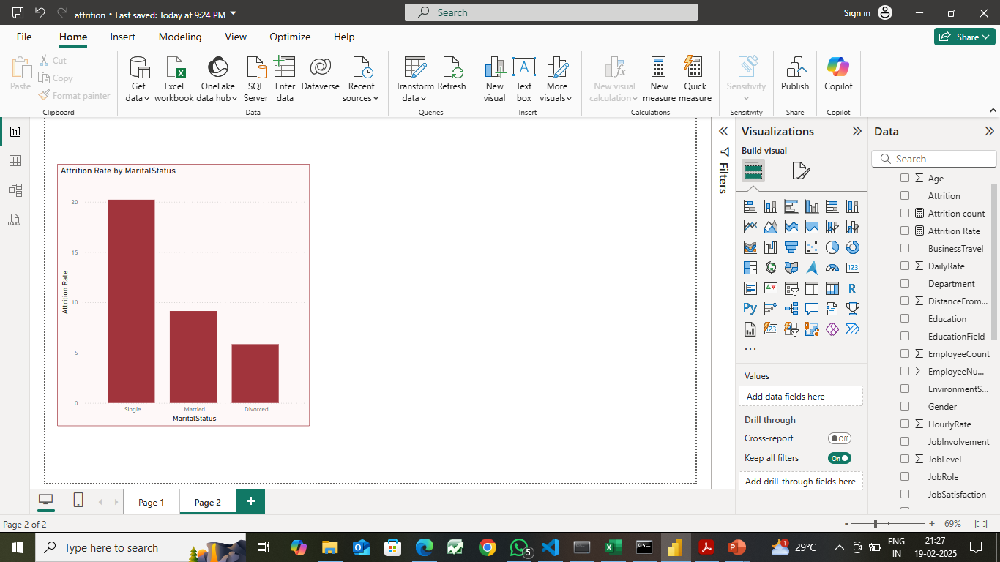 attrition • Last saved: Today at 9:24 PM
Search
Sign in
File Home Insert Modeling View Optimize Help
Share
Paste
Cut
Copy
Format painter
Clipboard
Get data
Excel workbook
OneLake data hub
SQL Server
Enter data
Dataverse
Recent sources
Data
Transform data
Refresh
Queries
New visual
Text box
More visuals
Insert
New visual calculation
New measure
Quick measure
Calculations
Sensitivity
Sensitivity
Publish
Share
Copilot
Copilot
Attrition Rate by MaritalStatus
20
15
10
5
0
Attrition Rate
Single Married Divorced
MaritalStatus
Filters
Visualizations
Build visual
123
R
Py
123
...
Values
Add data fields here
Drill through
Cross-report Off
Keep all filters On
Add drill-through fields here
Data
Search
Age
Attrition
Attrition count
Attrition Rate
BusinessTravel
DailyRate
Department
DistanceFrom...
Education
EducationField
EmployeeCount
EmployeeNu...
EnvironmentS...
Gender
HourlyRate
JobInvolvement
JobLevel
JobRole
JobSatisfaction
DAX
Page 1 Page 2 +
Page 2 of 2
- + 69%
Type here to search
5
1
29°C
ENG
IN
21:27
19-02-2025